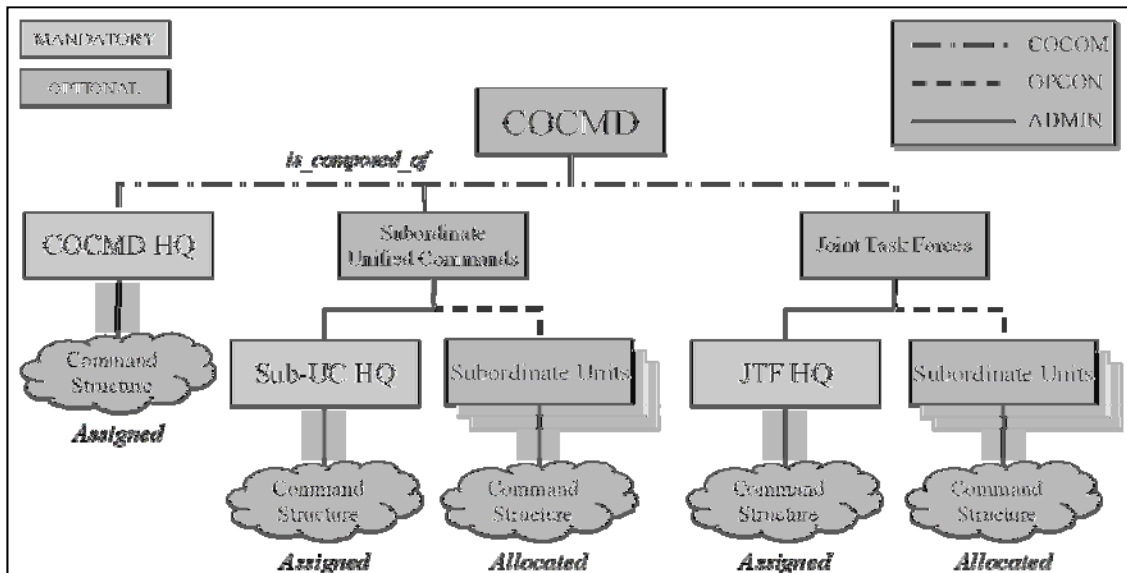 MANDATORY
OPTIONAL
COCOM
OPCON
ADMIN
COCMD
is_composed_of
COCMD HQ
Subordinate
Unified Commands
Joint Task Forces
Command
Structure
Assigned
Sub-UC HQ
Subordinate Units
JTF HQ
Subordinate Units
Command
Structure
Command
Structure
Command
Structure
Command
Structure
Assigned
Allocated
Assigned
Allocated